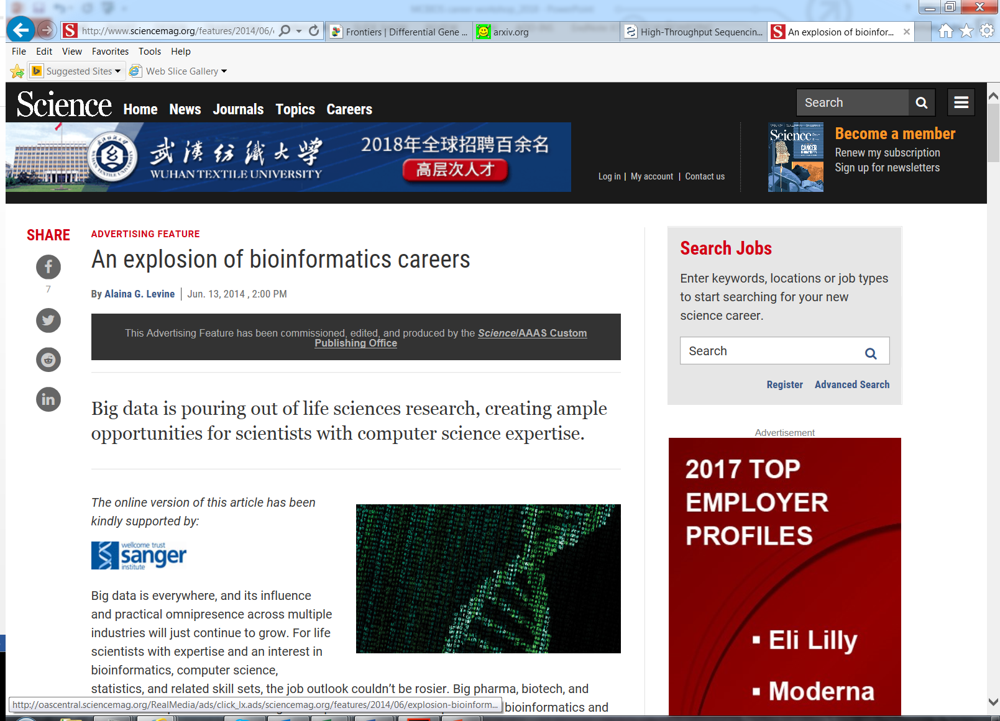 http://www.sciencemag.org/features/2014/06/
Frontiers | Differential Gene ...
arxiv.org
High-Throughput Sequencin...
An explosion of bioinfor...
File Edit View Favorites Tools Help
Suggested Sites
Web Slice Gallery
Science Home News Journals Topics Careers
Search
武汉纺织大学
WUHAN TEXTILE UNIVERSITY
2018年全球招聘百余名
高层次人才
Log in | My account | Contact us
Science
CANCER
Become a member
Renew my subscription
Sign up for newsletters
SHARE
7
ADVERTISING FEATURE
An explosion of bioinformatics careers
By Alaina G. Levine | Jun. 13, 2014 , 2:00 PM
This Advertising Feature has been commissioned, edited, and produced by the Science/AAAS Custom
Publishing Office
Big data is pouring out of life sciences research, creating ample
opportunities for scientists with computer science expertise.
The online version of this article has been
kindly supported by:
wellcome trust
sanger
institute
Big data is everywhere, and its influence
and practical omnipresence across multiple
industries will just continue to grow. For life
scientists with expertise and an interest in
bioinformatics, computer science,
statistics, and related skill sets, the job outlook couldn't be rosier. Big pharma, biotech, and
bioinformatics and
http://oascentral.sciencemag.org/RealMedia/ads/click_lx.ads/sciencemag.org/features/2014/06/explosion-bioinform...
Search Jobs
Enter keywords, locations or job types
to start searching for your new
science career.
Search
Register Advanced Search
Advertisement
2017 TOP
EMPLOYER
PROFILES
▪ Eli Lilly
▪ Moderna